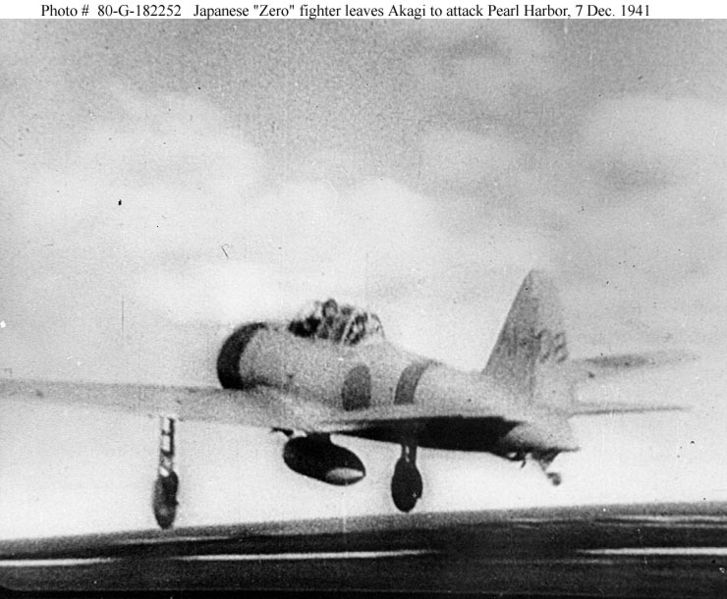 Photo # 80-G-182252 Japanese "Zero" fighter leaves Akagi to attack Pearl Harbor, 7 Dec. 1941